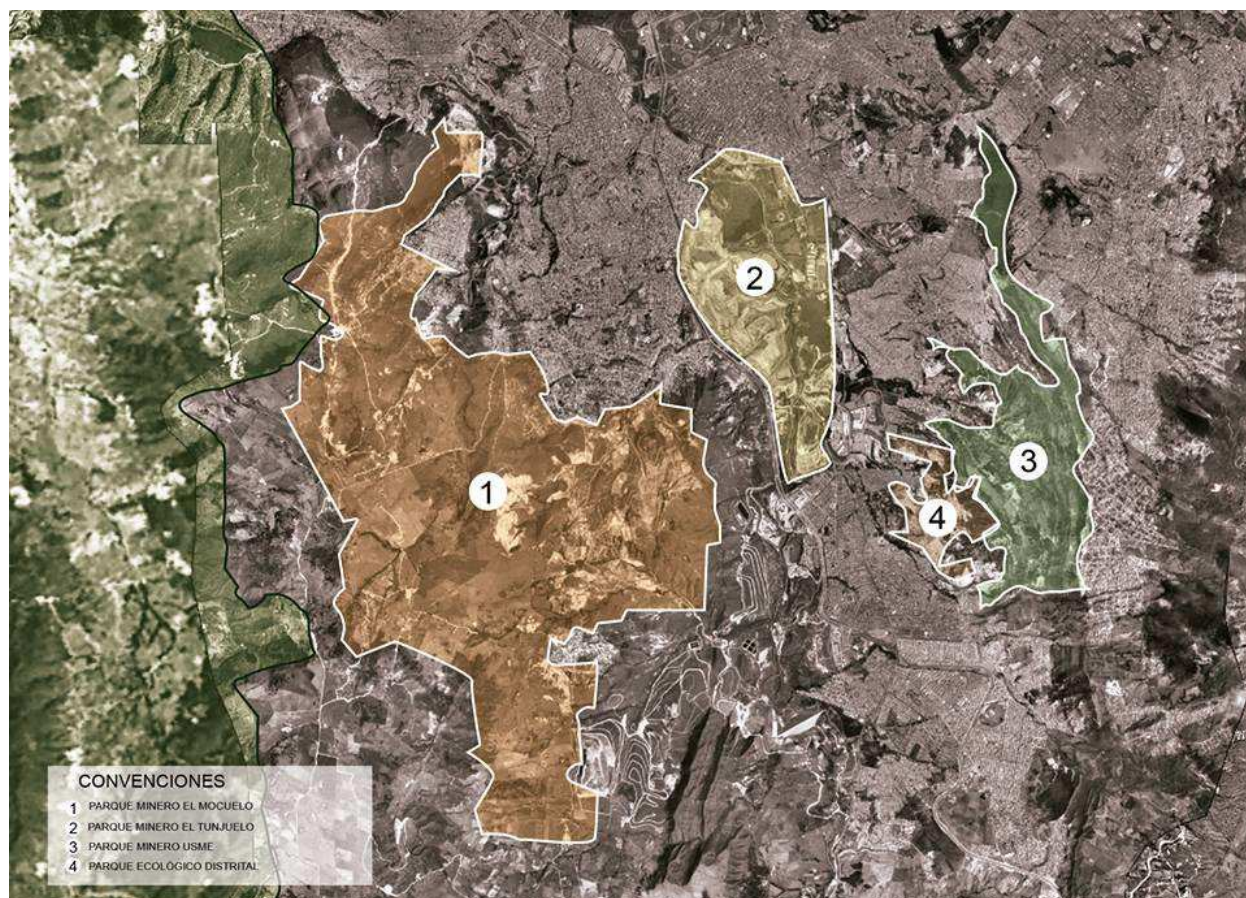 1
2
3
4
CONVENCIONES
1 PARQUE MINERO EL MOCUELO
2 PARQUE MINERO EL TUNJUELO
3 PARQUE MINERO USME
4 PARQUE ECOLÓGICO DISTRITAL